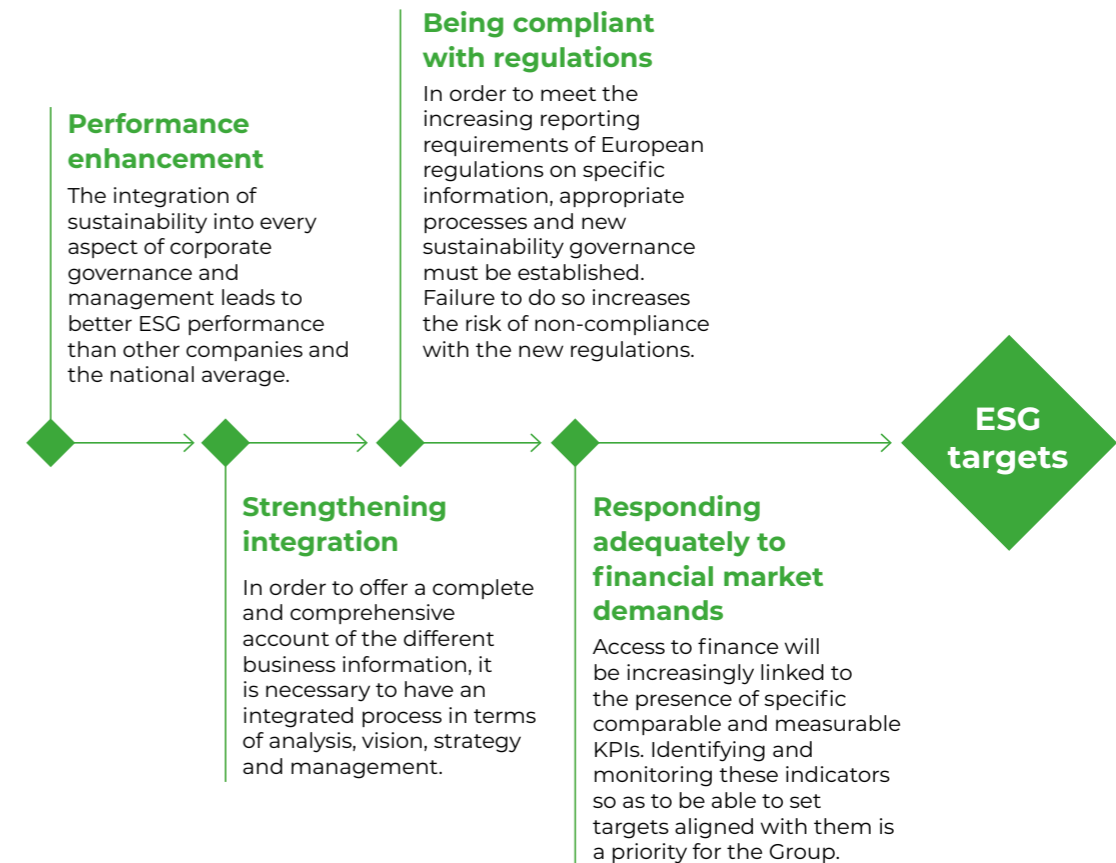 Performance
enhancement
The integration of
sustainability into every
aspect of corporate
governance and
management leads to
better ESG performance
than other companies and
the national average.
Strengthening
integration
In order to offer a complete
and comprehensive
account of the different
business information, it
is necessary to have an
integrated process in terms
of analysis, vision, strategy
and management.
Being compliant
with regulations
In order to meet the
increasing reporting
requirements of European
regulations on specific
information, appropriate
processes and new
sustainability governance
must be established.
Failure to do so increases
the risk of non-compliance
with the new regulations.
Responding
adequately to
financial market
demands
Access to finance will
be increasingly linked to
the presence of specific
comparable and measurable
KPIs. Identifying and
monitoring these indicators
so as to be able to set
targets aligned with them is
a priority for the Group.
ESG
targets